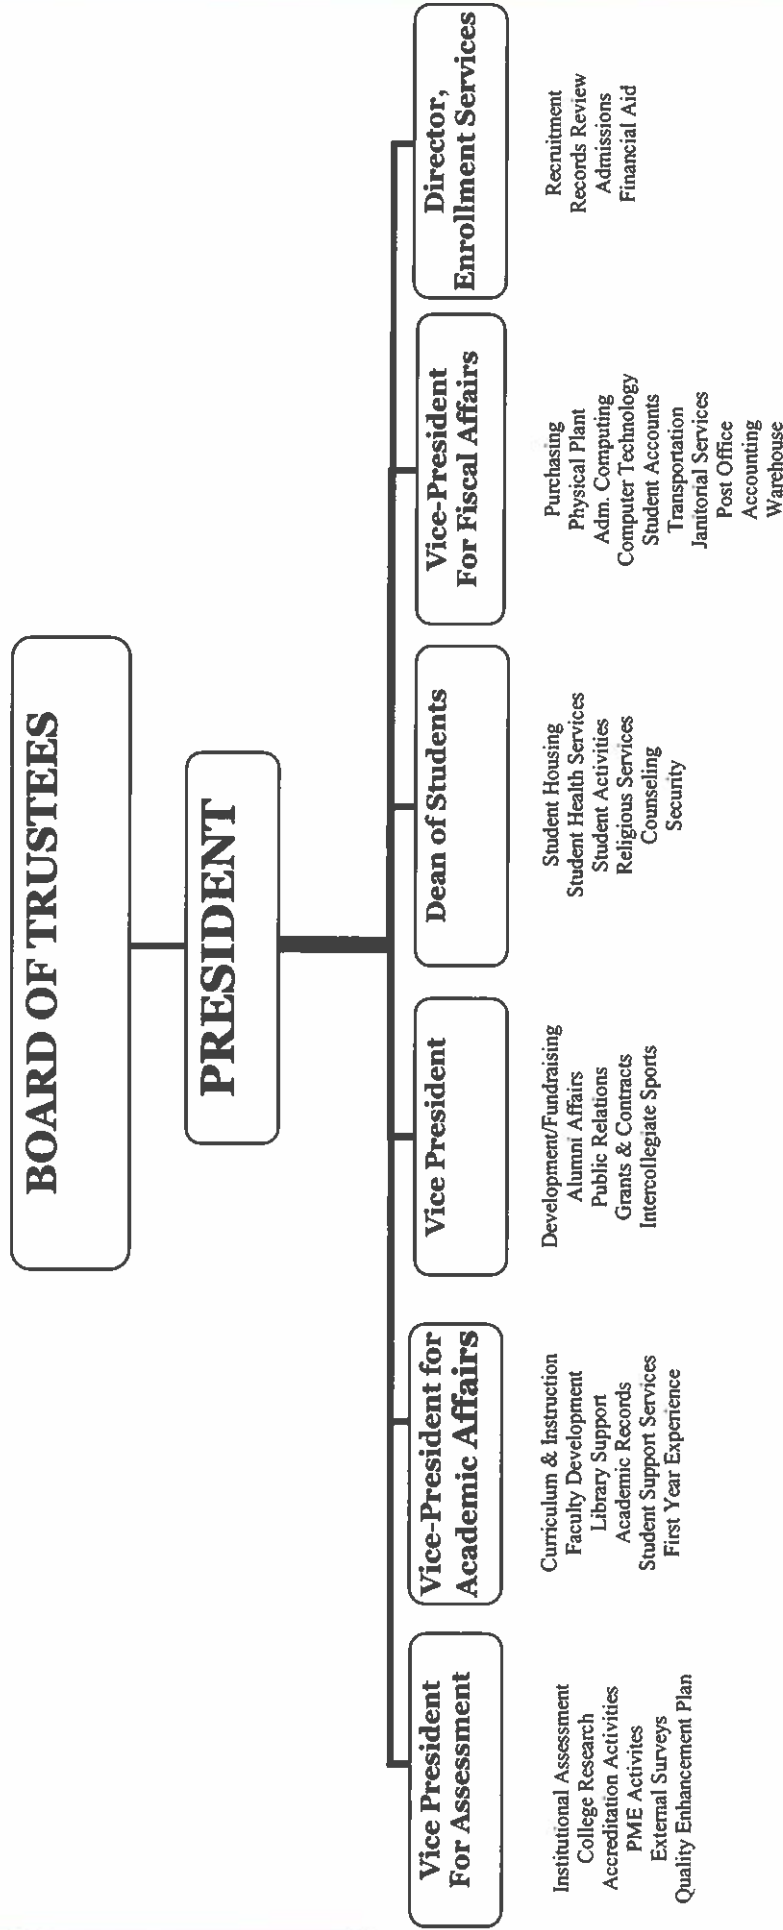 BOARD OF TRUSTEES
PRESIDENT
Vice President
For Assessment
Institutional Assessment
College Research
Accreditation Activities
PME Activites
External Surveys
Quality Enhancement Plan
Vice-President for
Academic Affairs
Curriculum & Instruction
Faculty Development
Library Support
Academic Records
Student Support Services
First Year Experience
Vice President
Development/Fundraising
Alumni Affairs
Public Relations
Grants & Contracts
Intercollegiate Sports
Dean of Students
Student Housing
Student Health Services
Student Activities
Religious Services
Counseling
Security
Vice-President
For Fiscal Affairs
Purchasing
Physical Plant
Adm. Computing
Computer Technology
Student Accounts
Transportation
Janitorial Services
Post Office
Accounting
Warehouse
Director,
Enrollment Services
Recruitment
Records Review
Admissions
Financial Aid